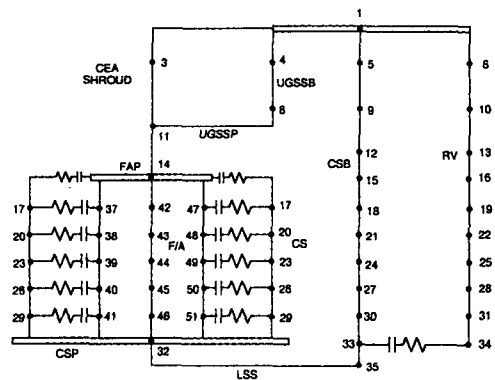 1
CEA SHROUD
3
4
UGSSB
5
6
8
9
10
11
UGSSP
12
13
RV
CSB
14
FAP
15
16
17 37 42 47 17
18 19
20 38 43 48 20
F/A CS
21 22
23 39 44 49 23
24 25
26 40 45 50 26
27 28
29 41 46 51 29
30 31
CSP
32
33 34
LSS
35